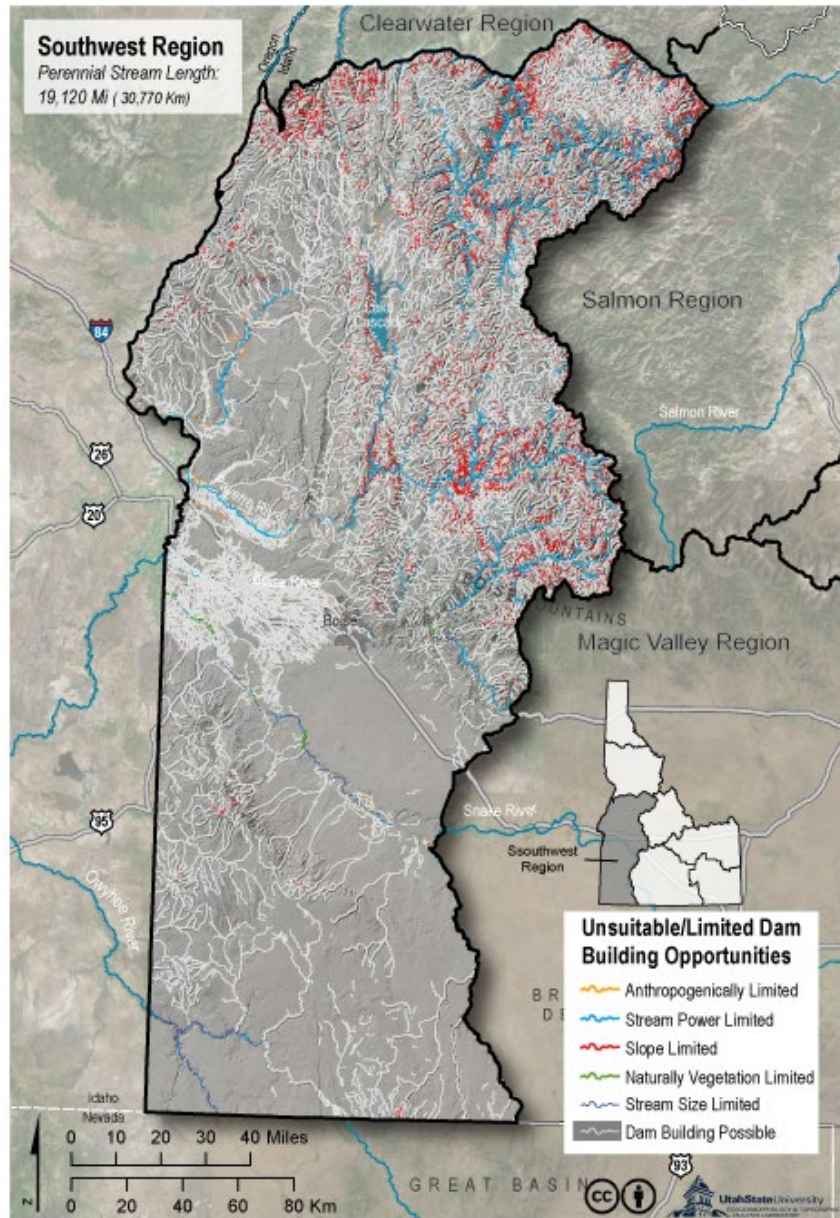 Southwest Region
Perennial Stream Length:
19,120 Mi ( 30,770 Km)
Clearwater Region
Oregon
Idaho
84
Salmon Region
Salmon River
26
20
Boise River
Boise
MOUNTAINS
Magic Valley Region
95
Snake River
Ssouthwest
Region
Owyhee River
Unsuitable/Limited Dam
Building Opportunities
Anthropogenically Limited
Stream Power Limited
Slope Limited
Naturally Vegetation Limited
Stream Size Limited
Dam Building Possible
Idaho
Nevada
0 10 20 30 40 Miles
0 20 40 60 80 Km
z
GREAT BASIN
93
cc
UtahStateUniversity